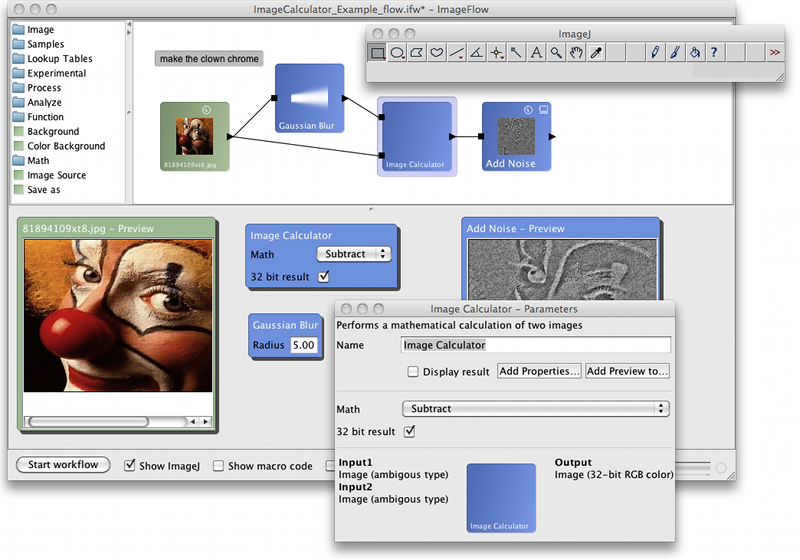 ImageCalculator_Example_flow.ifw* - ImageFlow
ImageJ
Image
Samples
Lookup Tables
Experimental
Process
Analyze
Function
Background
Color Background
Math
Image Source
Save as
make the clown chrome
81894109xt8.jpg
Gaussian Blur
Image Calculator
Add Noise
A
?
>>
81894109xt8.jpg - Preview
Image Calculator
Math Subtract
32 bit result
Gaussian Blur
Radius 5.00
Add Noise - Preview
Image Calculator - Parameters
Performs a mathematical calculation of two images
Name Image Calculator
Display result Add Properties... Add Preview to...
Math Subtract
32 bit result
Input1
Image (ambigous type)
Input2
Image (ambigous type)
Image Calculator
Output
Image (32-bit RGB color)
Start workflow Show ImageJ Show macro code